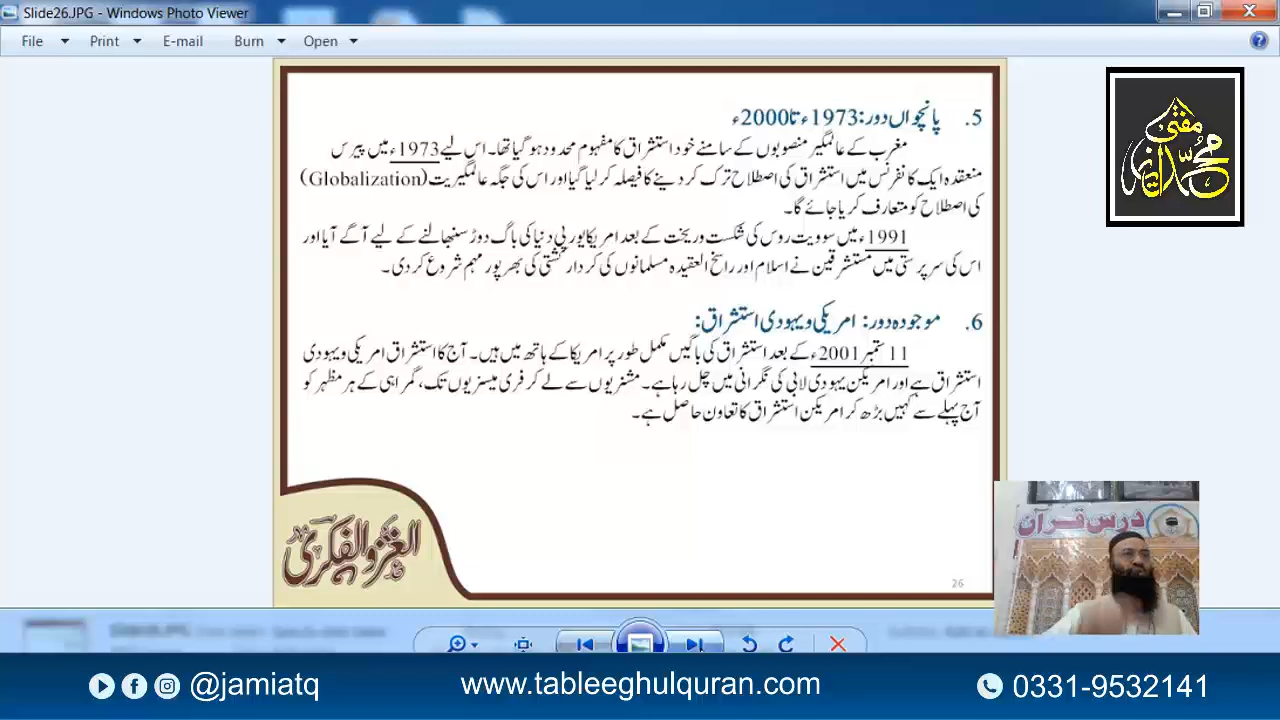 Slide26.JPG - Windows Photo Viewer
File Print E-mail Burn Open
5. پانچواں دور: 1973ء تا 2000ء
مغرب کے عالمگیر منصوبوں کے سامنے خود استشراق کا مفہوم محدود ہو گیا تھا۔ اس لیے 1973ء میں پیرس
منعقدہ ایک کانفرنس میں استشراق کی اصطلاح ترک کر دینے کا فیصلہ کر لیا گیا اور اس کی جگہ عالمگیریت (Globalization)
کی اصطلاح کو متعارف کریا جائے گا۔
1991ء میں سوویت روس کی شکست و ریخت کے بعد امریکا یورپی دنیا کی باگ دوڑ سنبھالنے کے لیے آگے آیا اور
اس کی سرپرستی میں مستشرقین نے اسلام اور راسخ العقیدہ مسلمانوں کی کردار کشتی کی بھرپور مہم شروع کر دی۔
6. موجودہ دور: امریکی و یہودی استشراق:
11 ستمبر 2001ء کے بعد استشراق کی باگیں مکمل طور پر امریکا کے ہاتھ میں ہیں۔ آج کا استشراق امریکی و یہودی
استشراق ہے اور امریکن یہودی لابی کی نگرانی میں چل رہا ہے۔ مشنریوں سے لے کر فری میسزیوں تک، گمراہی کے ہر مظہر کو
آج پہلے سے کہیں بڑھ کر امریکن استشراق کا تعاون حاصل ہے۔
الغزو الفکری
26
مفتی
محمد
درس قرآن
@jamiatq
www.tableeghulquran.com
0331-9532141